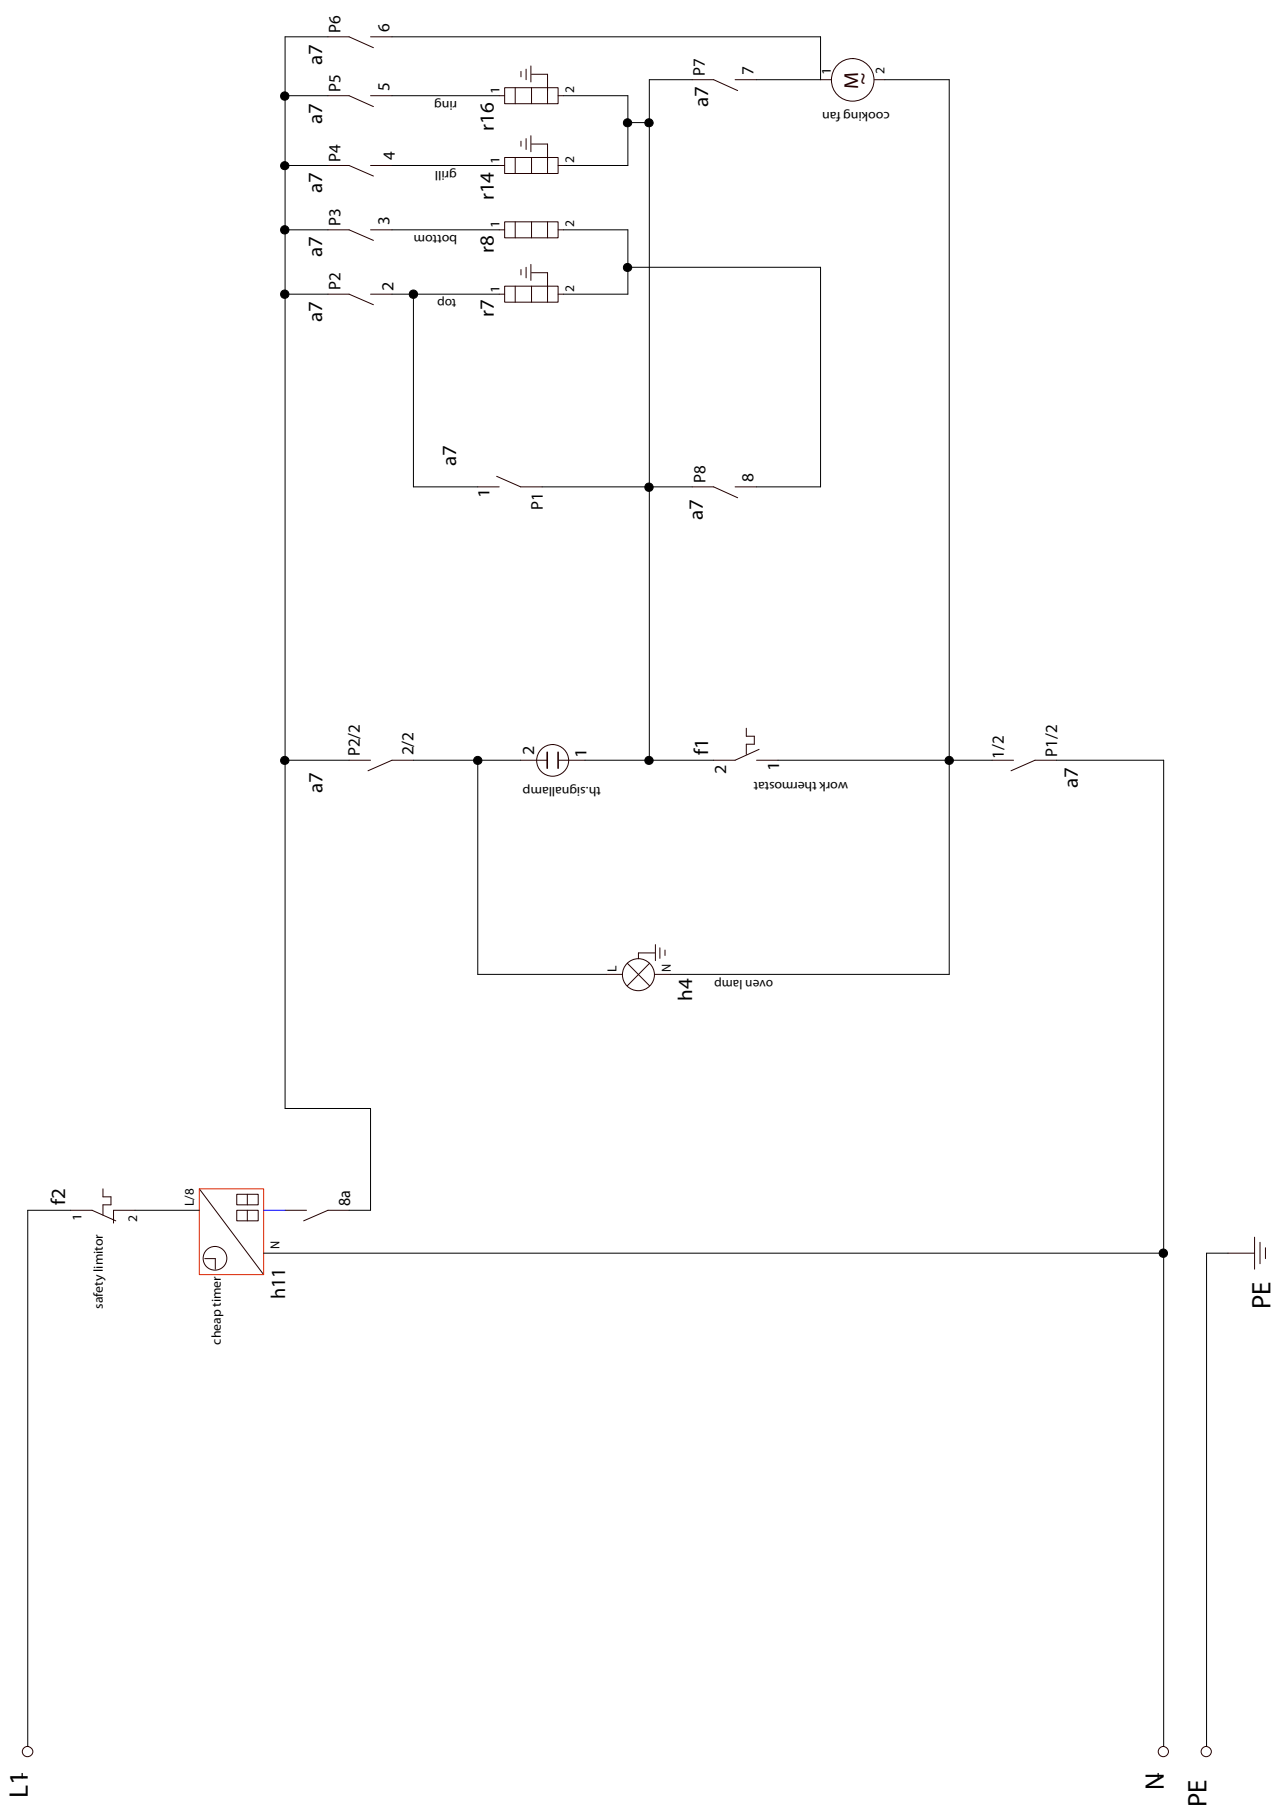 P6
6
a7
P5
5
a7
ring
1
2
r16
P7
7
a7
M
~
1
2
cooking fan
P4
4
a7
grill
1
2
r14
P3
3
a7
bottom
1
2
r8
P2
2
a7
top
1
2
r7
a7
1
P1
P8
8
a7
P2/2
2/2
a7
2
1
th.signallamp
f1
2
1
work thermostat
1/2
P1/2
a7
L
N
h4
oven lamp
f2
1
2
safety limitor
L/8
8a
N
h11
cheap timer
PE
L1
N
PE